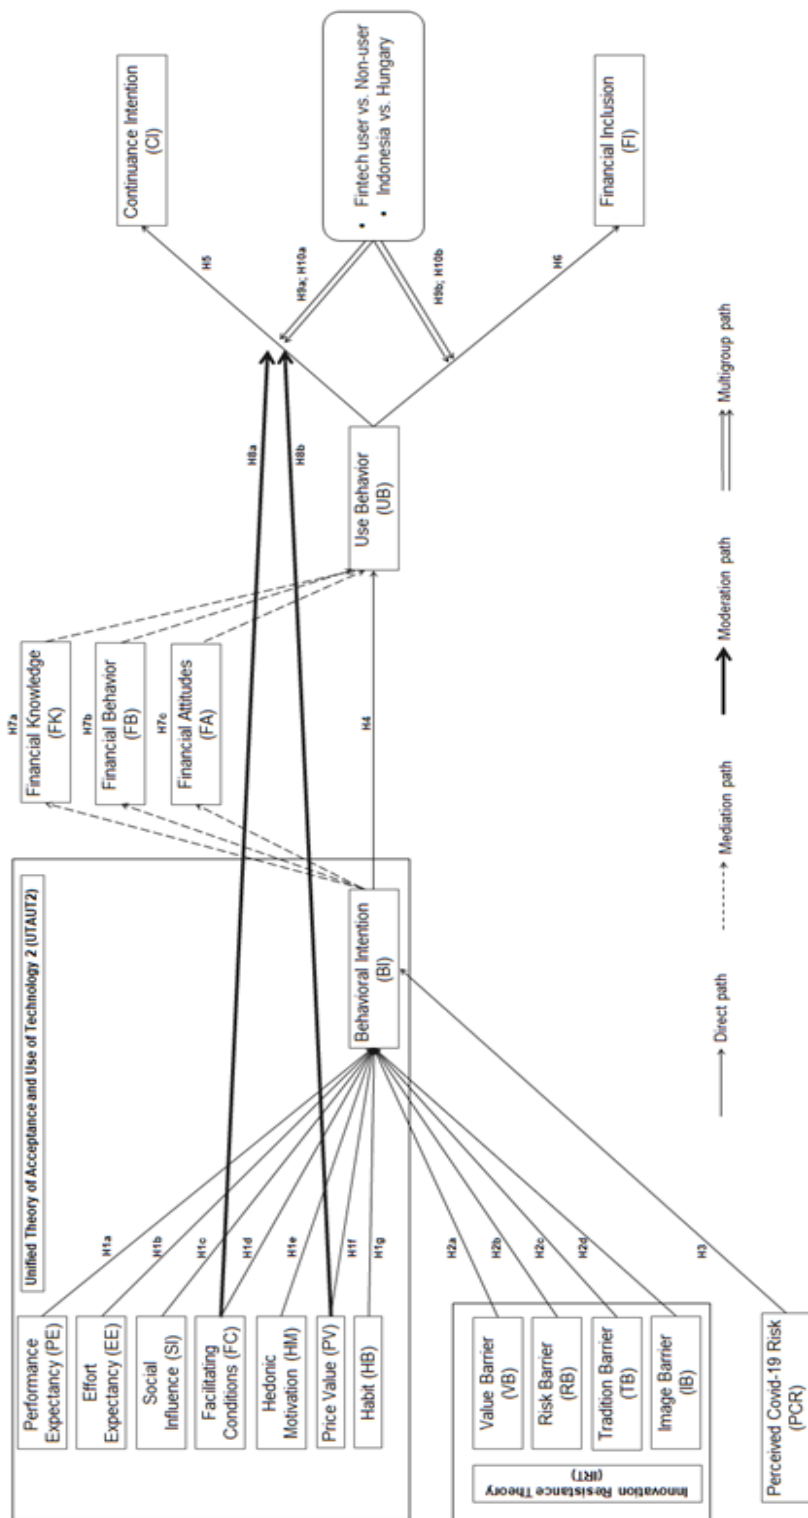 Unified Theory of Acceptance and Use of Technology 2 (UTAUT2)
Performance
Expectancy (PE)
Effort
Expectancy (EE)
Social
Influence (SI)
Facilitating
Conditions (FC)
Hedonic
Motivation (HM)
Price Value (PV)
Habit (HB)
H1a
H1b
H1c
H1d
H1e
H1f
H1g
Innovation Resistance Theory
(IRT)
Value Barrier
(VB)
Risk Barrier
(RB)
Tradition Barrier
(TB)
Image Barrier
(IB)
H2a
H2b
H2c
H2d
Perceived Covid-19 Risk
(PCR)
H3
Behavioral Intention
(BI)
H4
H7a
Financial Knowledge
(FK)
H7b
Financial Behavior
(FB)
H7c
Financial Attitudes
(FA)
Use Behavior
(UB)
H8a
H8b
H5
H6
H9a; H10a
H9b; H10b
Continuance Intention
(CI)
• Fintech user vs. Non-user
• Indonesia vs. Hungary
Financial Inclusion
(FI)
Direct path
Mediation path
Moderation path
Multigroup path